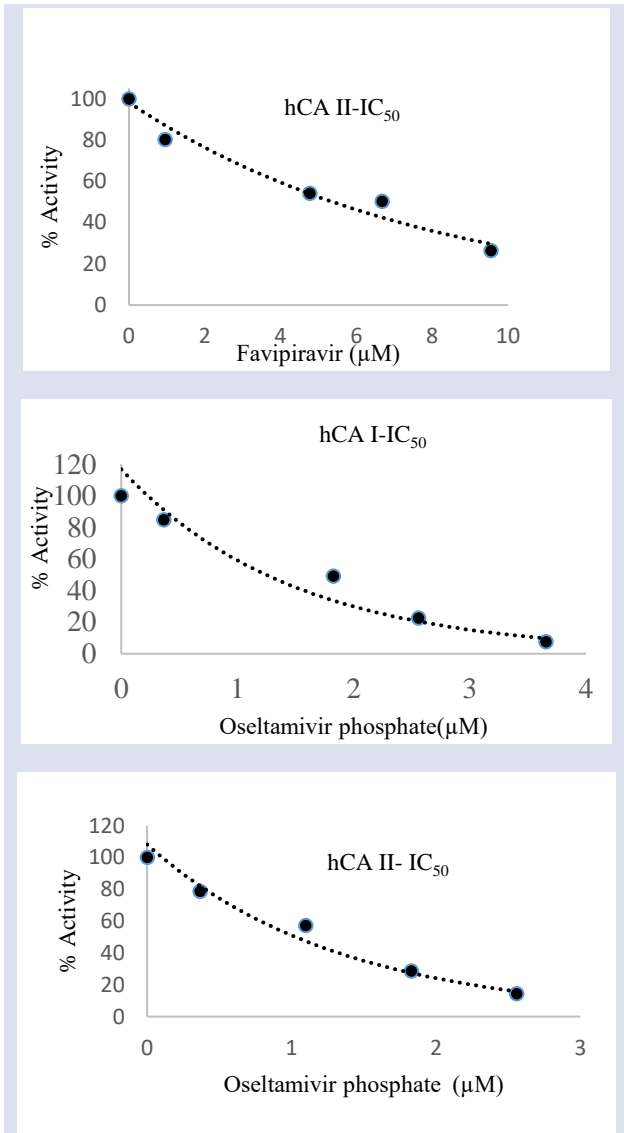 hCA II-IC50
% Activity
100
80
60
40
20
0
0 2 4 6 8 10
Favipiravir (µM)
hCA I-IC50
% Activity
120
100
80
60
40
20
0
0 1 2 3 4
Oseltamivir phosphate(µM)
hCA II- IC50
% Activity
120
100
80
60
40
20
0
0 1 2 3
Oseltamivir phosphate (µM)